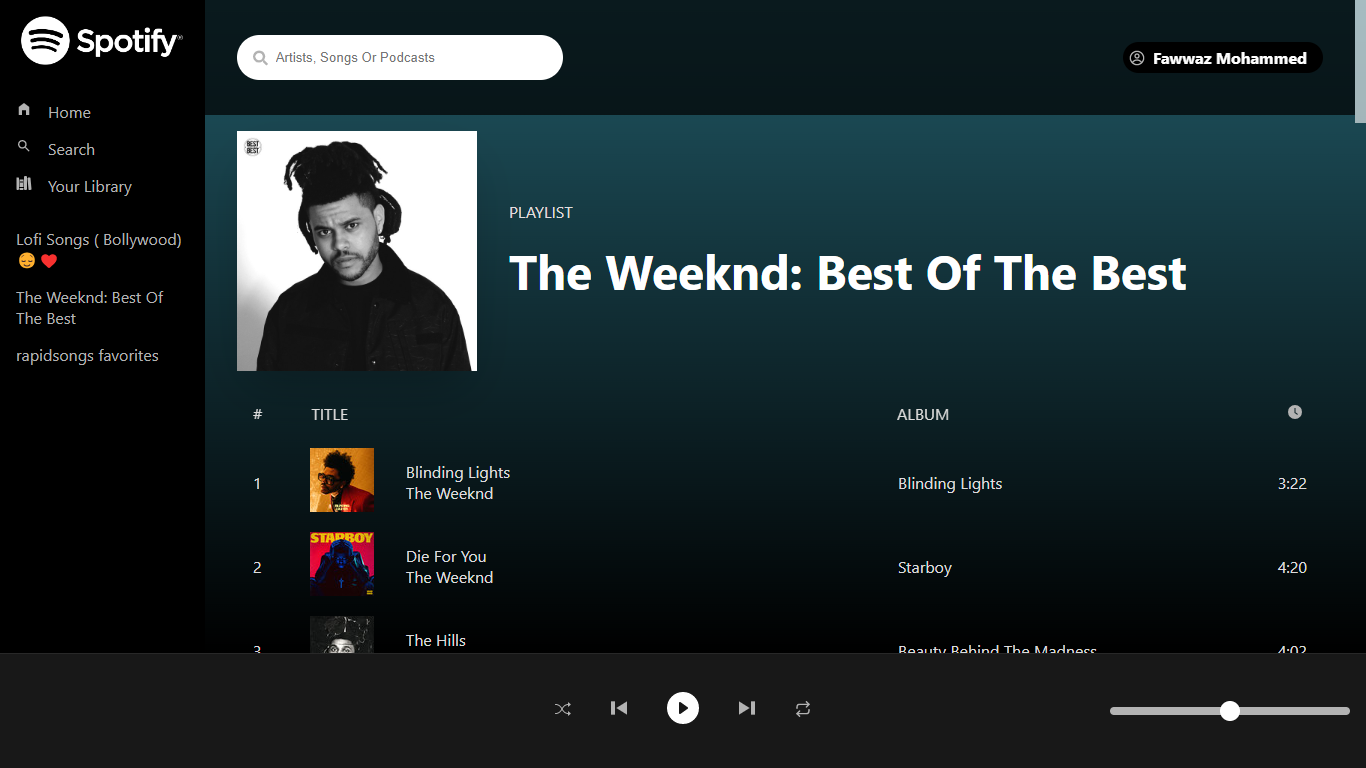 Spotify
Artists, Songs Or Podcasts
Fawwaz Mohammed
Home
Search
Your Library
Lofi Songs ( Bollywood)
😌❤️
The Weeknd: Best Of
The Best
rapidsongs favorites
BEST
BEST
PLAYLIST
The Weeknd: Best Of The Best
# TITLE ALBUM
1 Blinding Lights Blinding Lights 3:22
The Weeknd
STARBOY
2 Die For You Starboy 4:20
The Weeknd
3 The Hills Beauty Behind The Madness 4:02